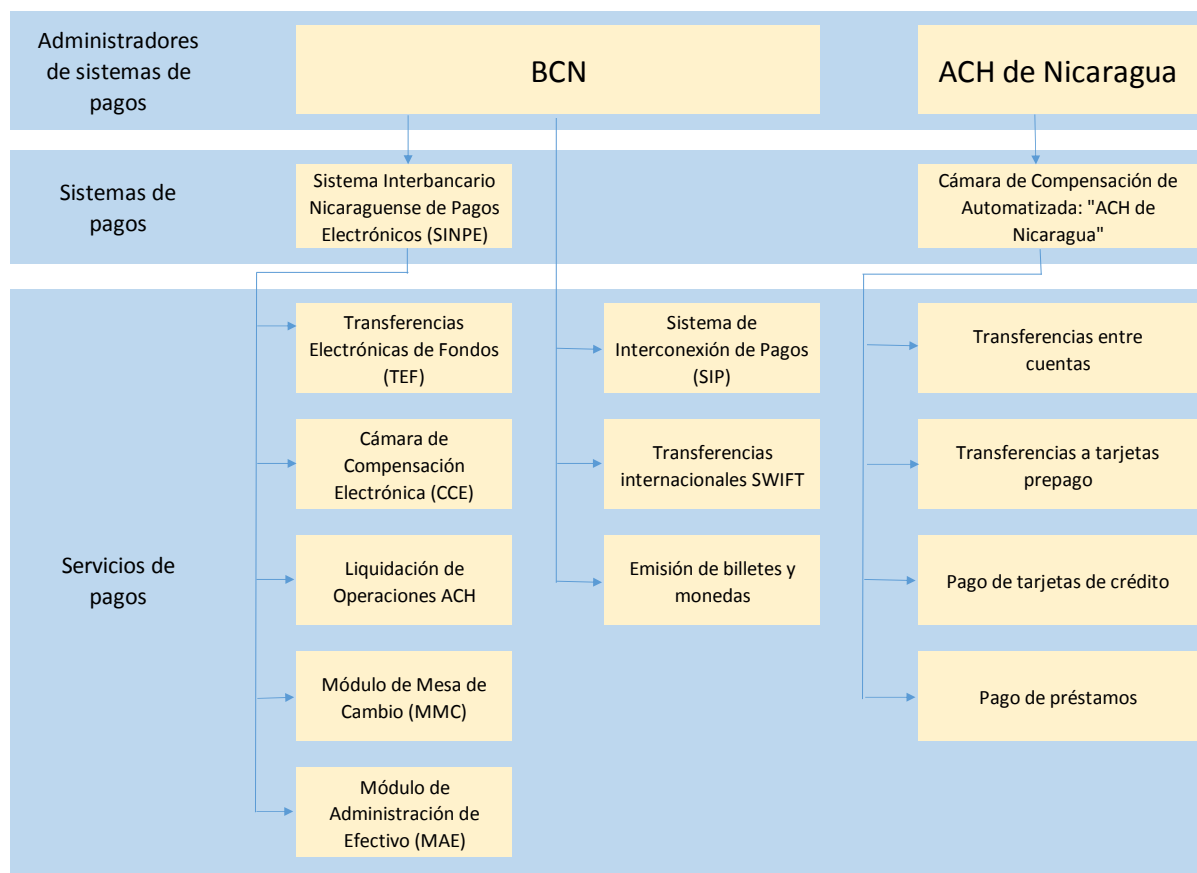 Administradores
de sistemas de
pagos
BCN
ACH de Nicaragua
Sistemas de
pagos
Sistema Interbancario
Nicaraguense de Pagos
Electrónicos (SINPE)
Cámara de Compensación de
Automatizada: "ACH de
Nicaragua"
Servicios de
pagos
Transferencias
Electrónicas de Fondos
(TEF)
Cámara de
Compensación
Electrónica (CCE)
Liquidación de
Operaciones ACH
Módulo de Mesa de
Cambio (MMC)
Módulo de
Administración de
Efectivo (MAE)
Sistema de
Interconexión de Pagos
(SIP)
Transferencias
internacionales SWIFT
Emisión de billetes y
monedas
Transferencias entre
cuentas
Transferencias a tarjetas
prepago
Pago de tarjetas de crédito
Pago de préstamos